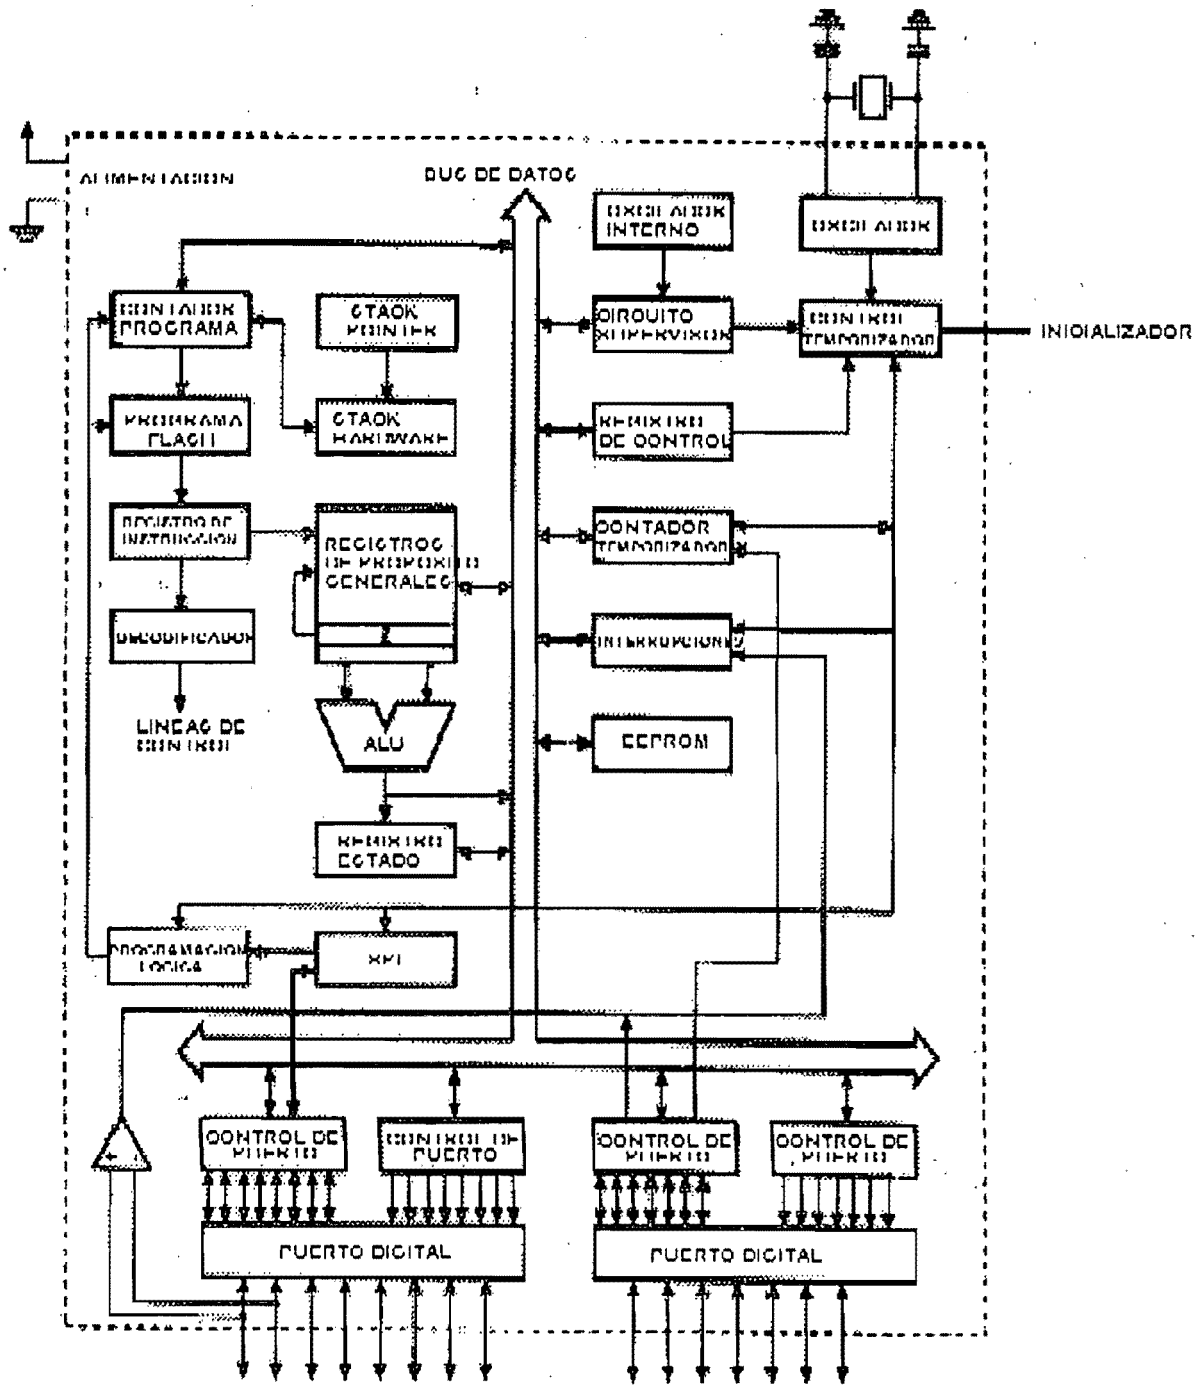 ALIMENTACION
BUS DE DATOS
OXCILADOR
INTERNO
OXCILADOR
CONTADOR
PROGRAMA
STACK
POINTER
CIRCUITO
SUPERVISOR
CONTROL
TEMPORIZADOR
INICIALIZADOR
PROGRAMA
FLASH
STACK
HARDWARE
REGISTRO
DE CONTROL
REGISTRO DE
INSTRUCCION
REGISTROS
DE PROPOSITO
GENERALES
CONTADOR
TEMPORIZADOR
DECODIFICADOR
INTERRUPCIONES
LINEAS DE
CONTROL
ALU
EEPROM
REGISTRO
ESTADO
PROGRAMACION
LOGICA
SPI
CONTROL DE
PUERTO
CONTROL DE
PUERTO
CONTROL DE
PUERTO
CONTROL DE
PUERTO
PUERTO DIGITAL
PUERTO DIGITAL